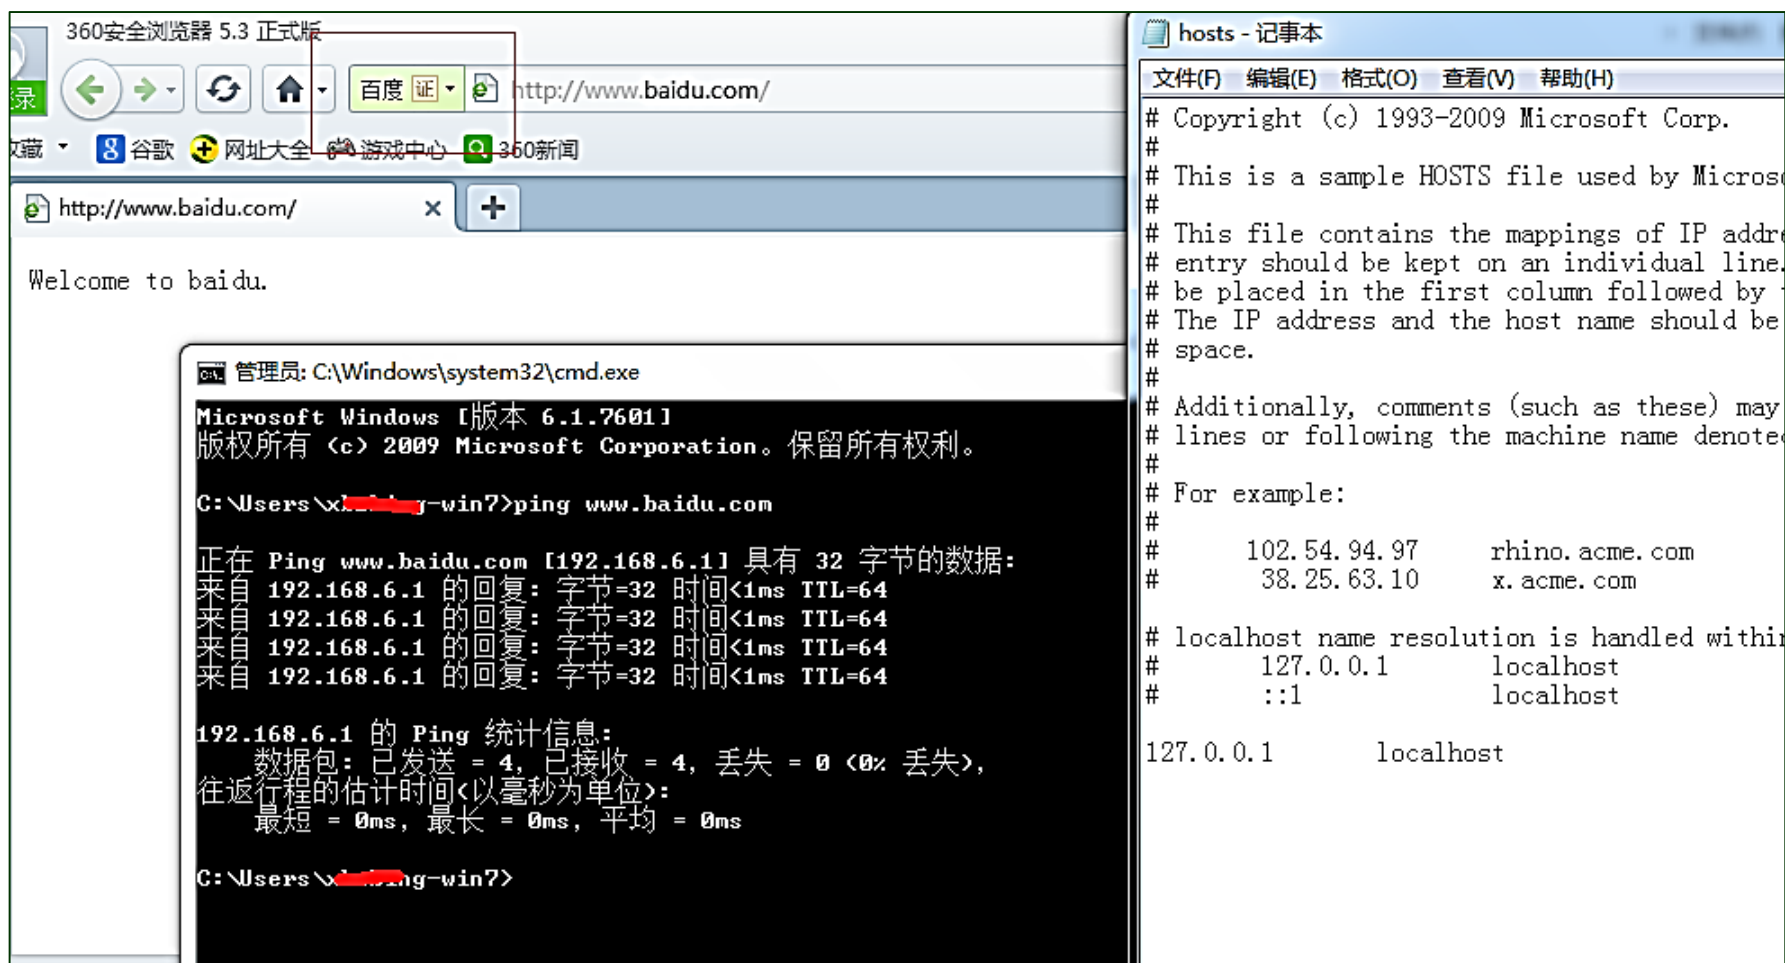 360安全浏览器 5.3 正式版
录
百度 证 http://www.baidu.com/
收藏 谷歌 网址大全 游戏中心 360新闻
http://www.baidu.com/
Welcome to baidu.
管理员: C:\Windows\system32\cmd.exe
Microsoft Windows [版本 6.1.7601]
版权所有 (c) 2009 Microsoft Corporation。保留所有权利。
C:\Users\x g-win7>ping www.baidu.com
正在 Ping www.baidu.com [192.168.6.1] 具有 32 字节的数据:
来自 192.168.6.1 的回复: 字节=32 时间<1ms TTL=64
来自 192.168.6.1 的回复: 字节=32 时间<1ms TTL=64
来自 192.168.6.1 的回复: 字节=32 时间<1ms TTL=64
来自 192.168.6.1 的回复: 字节=32 时间<1ms TTL=64
192.168.6.1 的 Ping 统计信息:
数据包: 已发送 = 4, 已接收 = 4, 丢失 = 0 (0% 丢失),
往返行程的估计时间(以毫秒为单位):
最短 = 0ms, 最长 = 0ms, 平均 = 0ms
C:\Users\x ng-win7>
hosts - 记事本
文件(F) 编辑(E) 格式(O) 查看(V) 帮助(H)
# Copyright (c) 1993-2009 Microsoft Corp.
#
# This is a sample HOSTS file used by Micros
#
# This file contains the mappings of IP addre
# entry should be kept on an individual line.
# be placed in the first column followed by
# The IP address and the host name should be
# space.
#
# Additionally, comments (such as these) may
# lines or following the machine name denote
#
# For example:
#
# 102.54.94.97 rhino.acme.com
# 38.25.63.10 x.acme.com
# localhost name resolution is handled within
# 127.0.0.1 localhost
# ::1 localhost
127.0.0.1 localhost